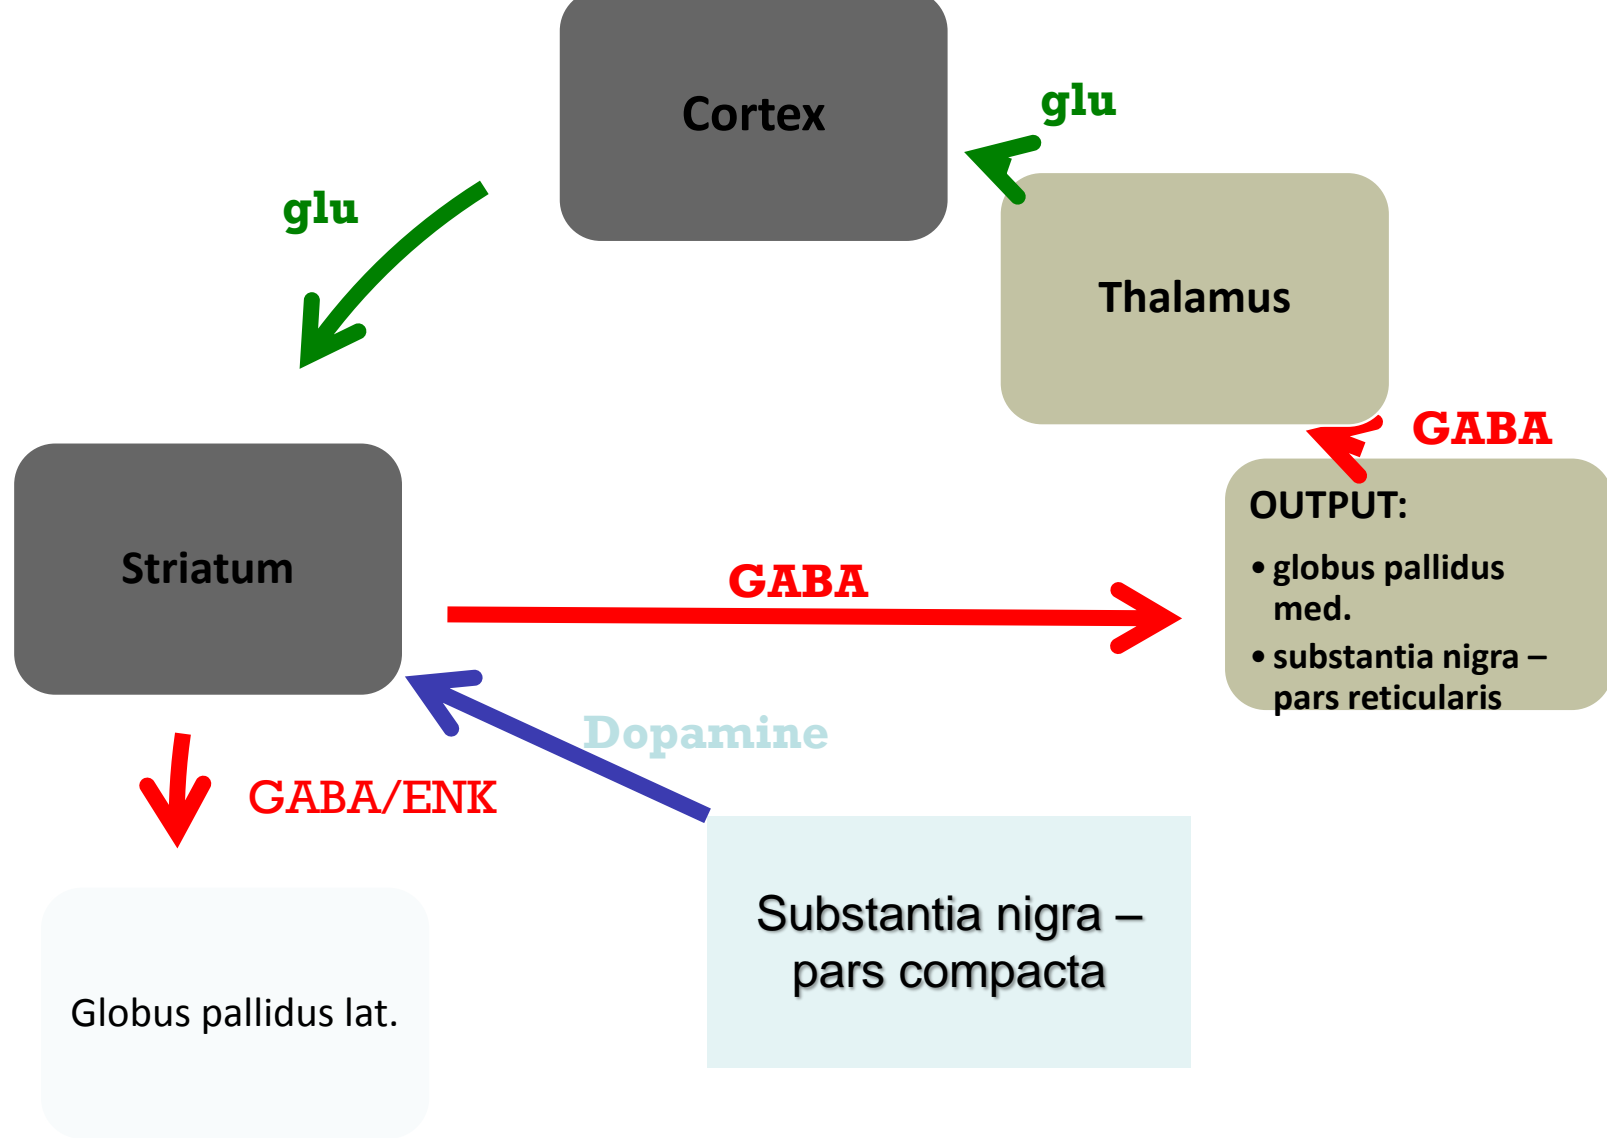 Cortex
glu
glu
Thalamus
GABA
OUTPUT:
• globus pallidus
med.
• substantia nigra –
pars reticularis
Striatum
GABA
Dopamine
GABA/ENK
Substantia nigra –
pars compacta
Globus pallidus lat.